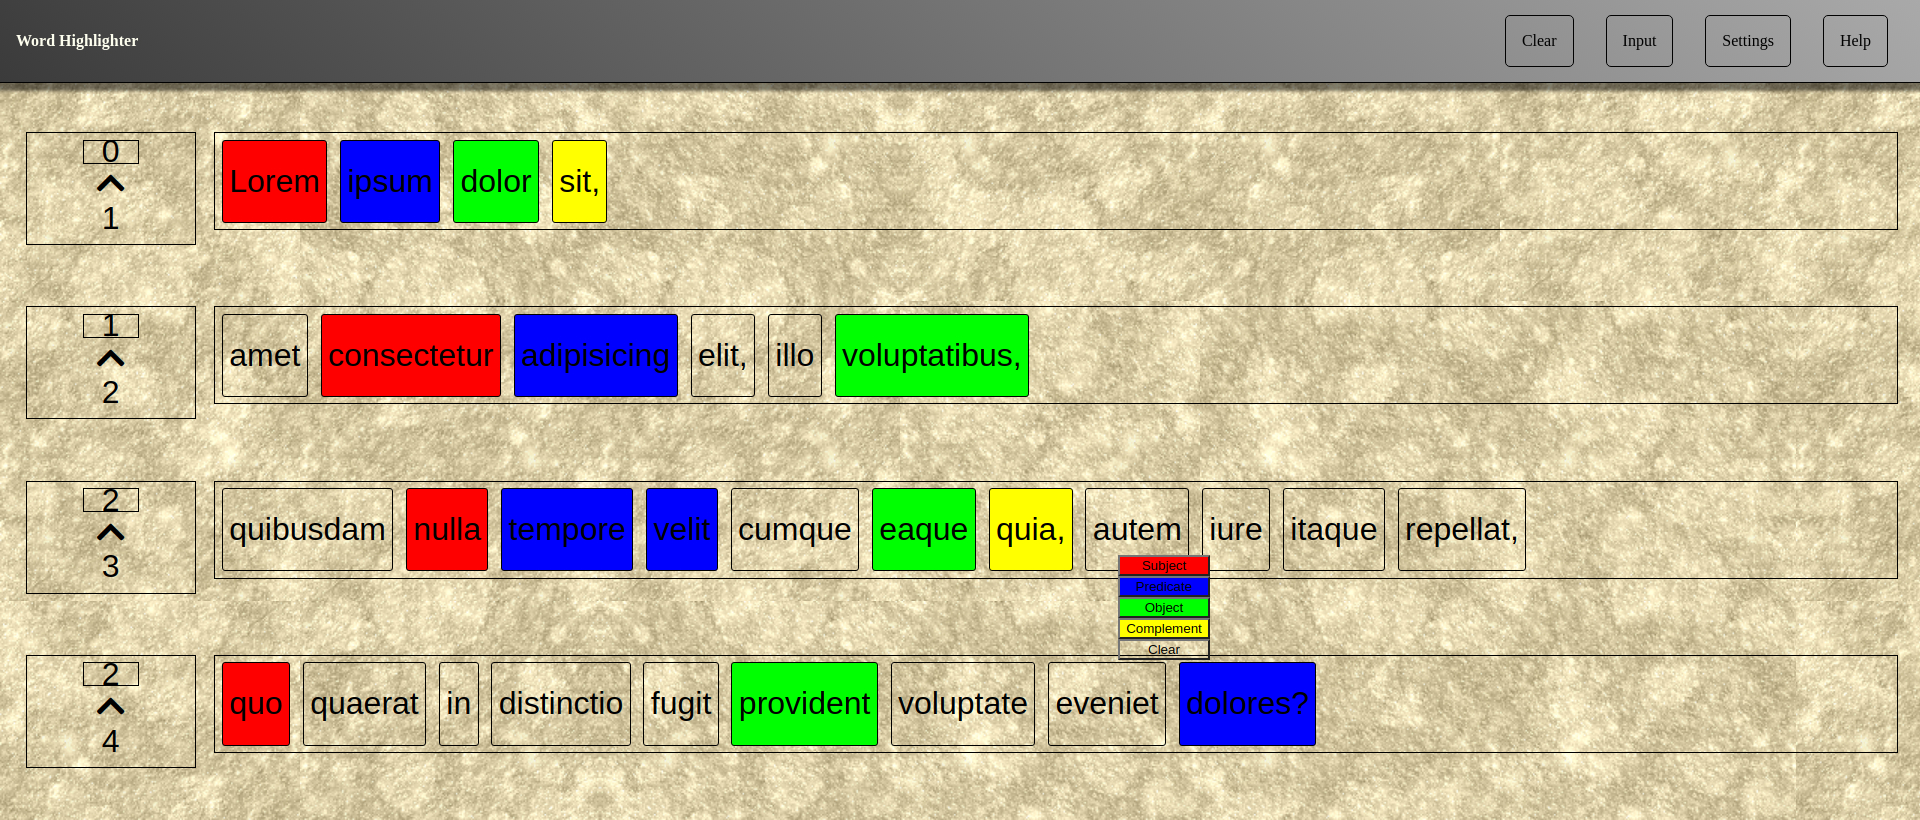 Word Highlighter Clear Input Settings Help
0
1
Lorem ipsum dolor sit,
1
2
amet consectetur adipisicing elit, illo voluptatibus,
2
3
quibusdam nulla tempore velit cumque eaque quia, autem iure itaque repellat,
Subject
Predicate
Object
Complement
Clear
2
4
quo quaerat in distinctio fugit provident voluptate eveniet dolores?